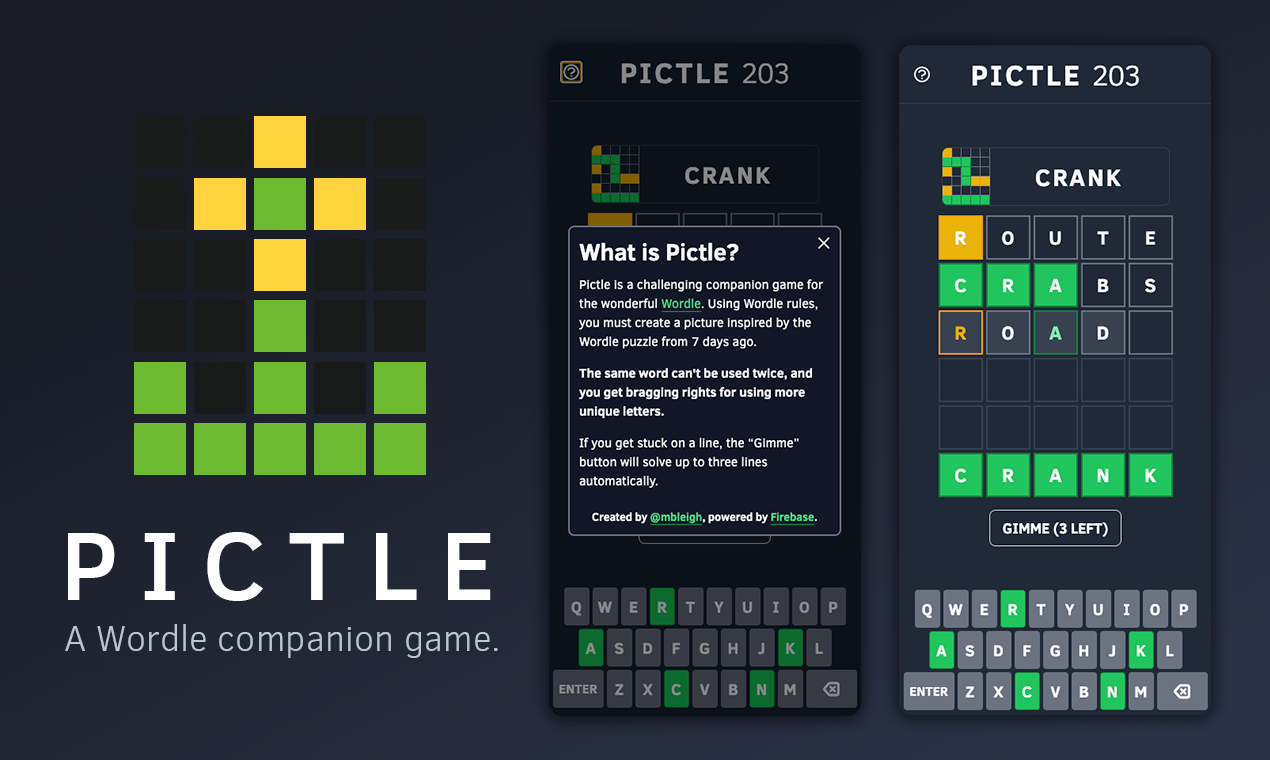 PICTLE
A Wordle companion game.
PICTLE 203
CRANK
What is Pictle?
Pictle is a challenging companion game for
the wonderful Wordle. Using Wordle rules,
you must create a picture inspired by the
Wordle puzzle from 7 days ago.
The same word can't be used twice, and
you get bragging rights for using more
unique letters.
If you get stuck on a line, the “Gimme”
button will solve up to three lines
automatically.
Created by @mbleigh, powered by Firebase.
Q W E R T Y U I O P
A S D F G H J K L
ENTER Z X C V B N M
PICTLE 203
CRANK
R O U T E
C R A B S
R O A D
C R A N K
GIMME (3 LEFT)
Q W E R T Y U I O P
A S D F G H J K L
ENTER Z X C V B N M